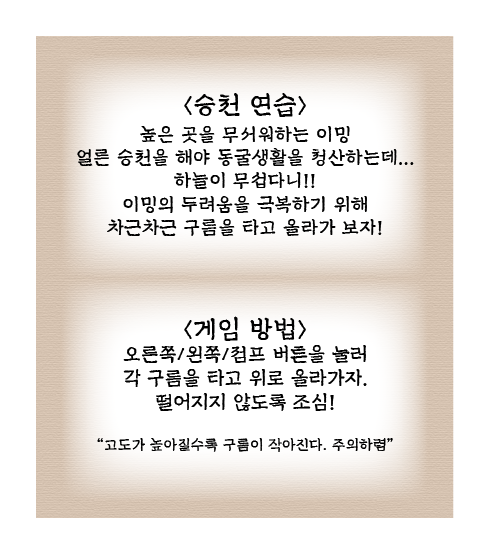 <승천 연습>
높은 곳을 무서워하는 이밍
얼른 승천을 해야 동굴생활을 청산하는데...
하늘이 무섭다니!!
이밍의 두려움을 극복하기 위해
차근차근 구름을 타고 올라가 보자!
<게임 방법>
오른쪽/왼쪽/점프 버튼을 눌러
각 구름을 타고 위로 올라가자.
떨어지지 않도록 조심!
“고도가 높아질수록 구름이 작아진다. 주의하렴”